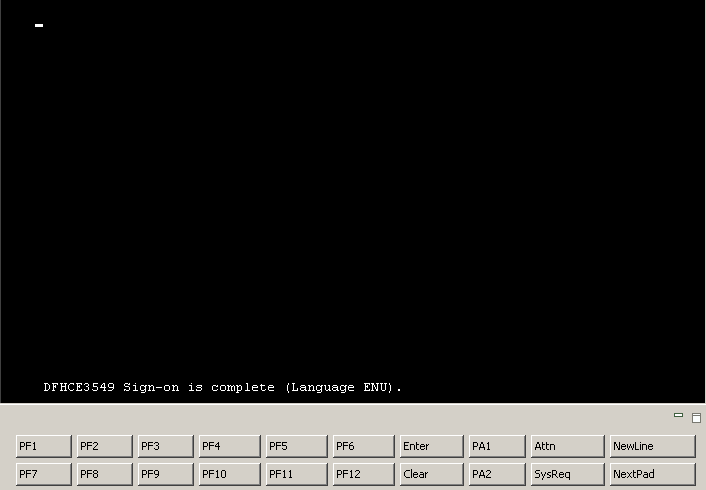 DFHCE3549 Sign-on is complete (Language ENU).
PF1 PF2 PF3 PF4 PF5 PF6 Enter PA1 Attn NewLine
PF7 PF8 PF9 PF10 PF11 PF12 Clear PA2 SysReq NextPad